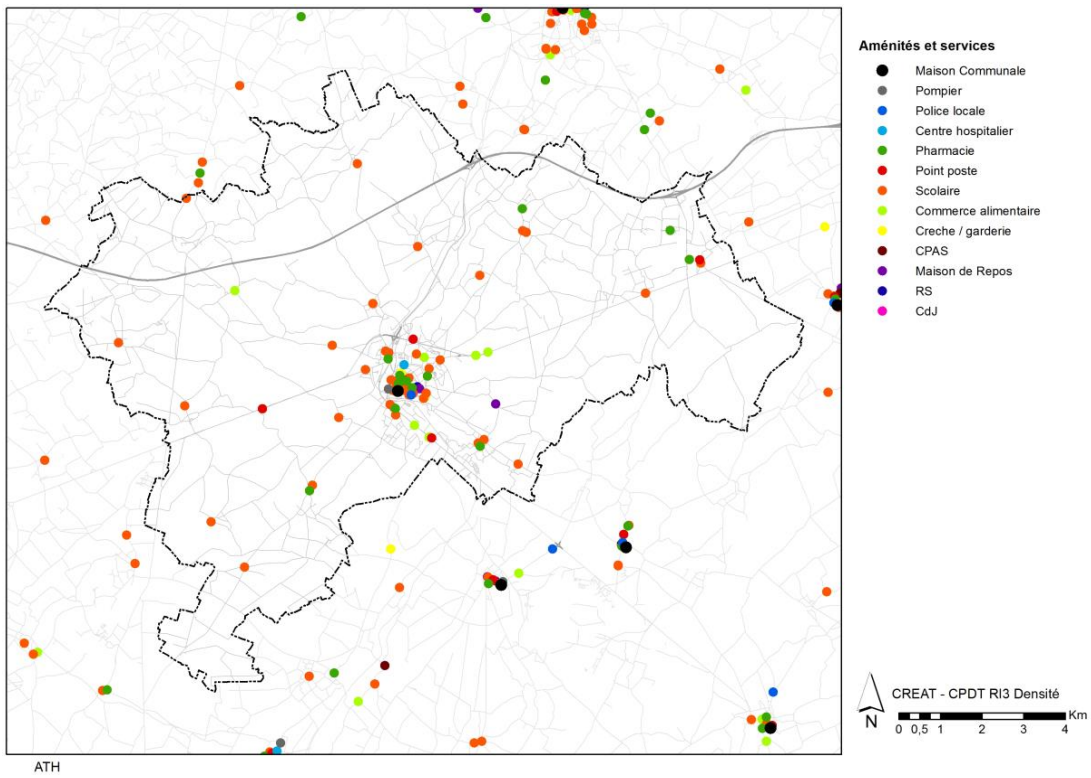 Aménités et services
Maison Communale
Pompier
Police locale
Centre hospitalier
Pharmacie
Point poste
Scolaire
Commerce alimentaire
Creche / garderie
CPAS
Maison de Repos
RS
CdJ
CREAT - CPDT RI3 Densité
N
Km
0 0,5 1 2 3 4
ATH